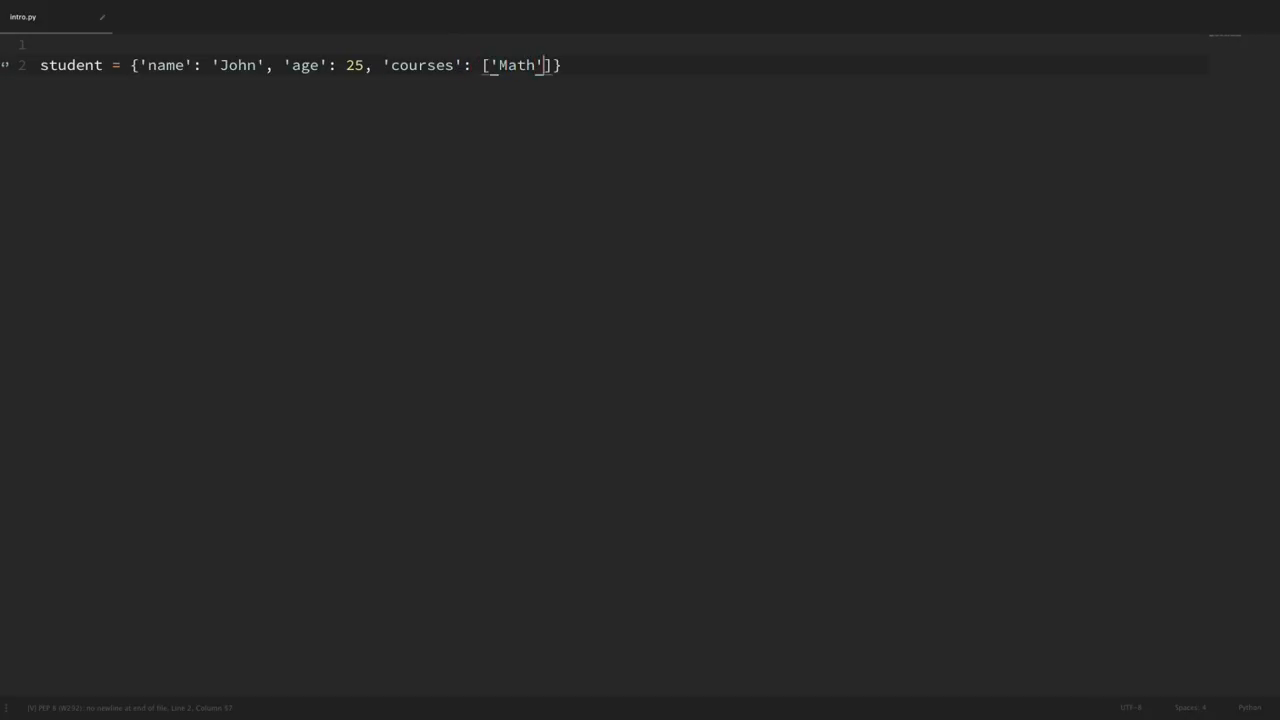 intro.py
1
2 student = {'name': 'John', 'age': 25, 'courses': ['Math']}
[V] PEP 8 (W292): no newline at end of file, Line 2, Column 57 UTF-8 Spaces: 4 Python